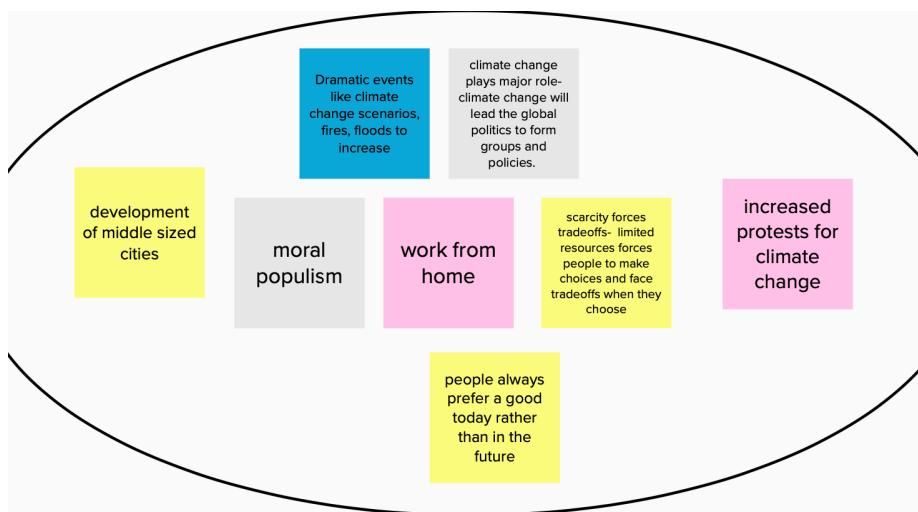 Dramatic events
like climate
change scenarios,
fires, floods to
increase
climate change
plays major role-
climate change will
lead the global
politics to form
groups and
policies.
development
of middle sized
cities
moral
populism
work from
home
scarcity forces
tradeoffs-  limited
resources forces
people to make
choices and face
tradeoffs when they
choose
increased
protests for
climate
change
people always
prefer a good
today rather
than in the
future